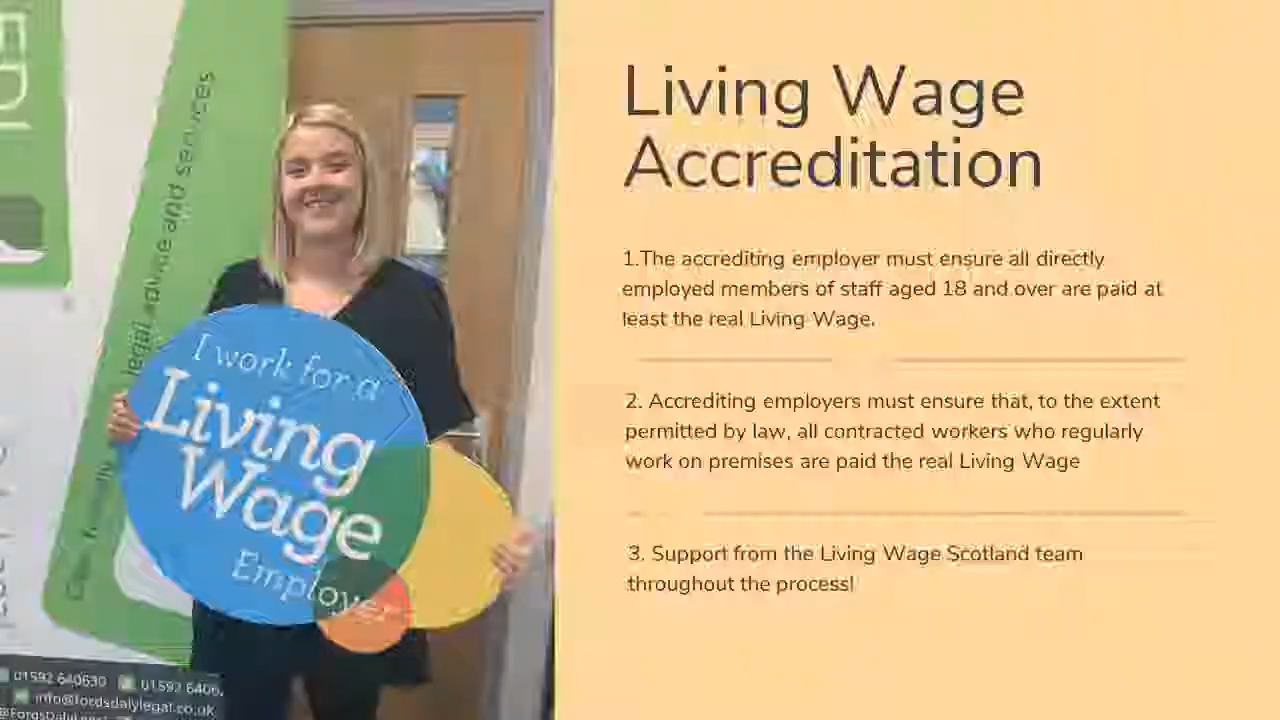 Living Wage
Accreditation
1.The accrediting employer must ensure all directly
employed members of staff aged 18 and over are paid at
least the real Living Wage.
2. Accrediting employers must ensure that, to the extent
permitted by law, all contracted workers who regularly
work on premises are paid the real Living Wage
3. Support from the Living Wage Scotland team
throughout the process!
I work for a
Living
Wage
Employer
legal advice and services
01592 640630 01592 6406
info@fordsdalylegal.co.uk